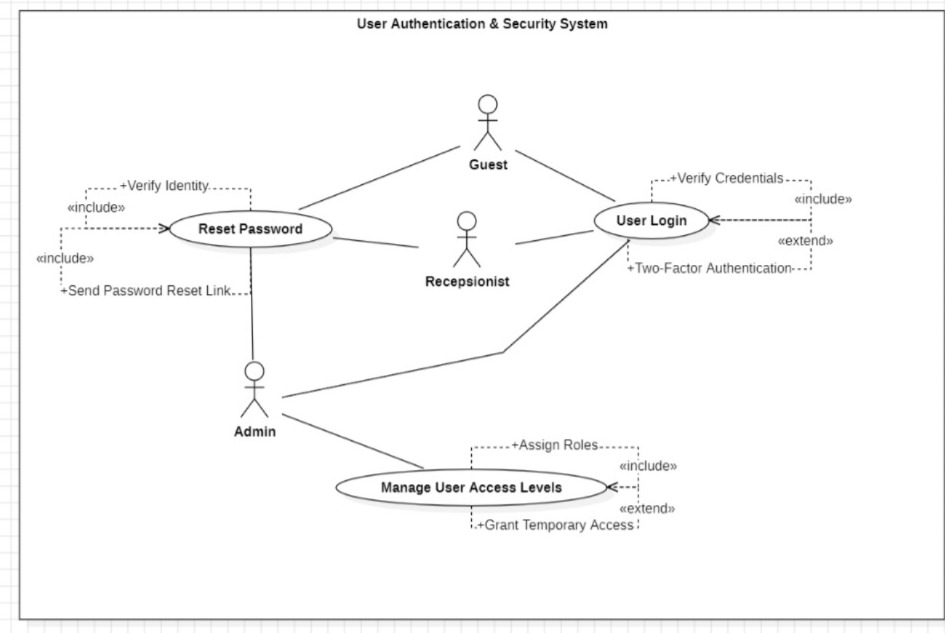 User Authentication & Security System
Guest
+Verify Identity
«include»
Reset Password
«include»
+Send Password Reset Link
Recepsionist
+Verify Credentials
«include»
User Login
«extend»
+Two-Factor Authentication
Admin
+Assign Roles
«include»
Manage User Access Levels
«extend»
+Grant Temporary Access